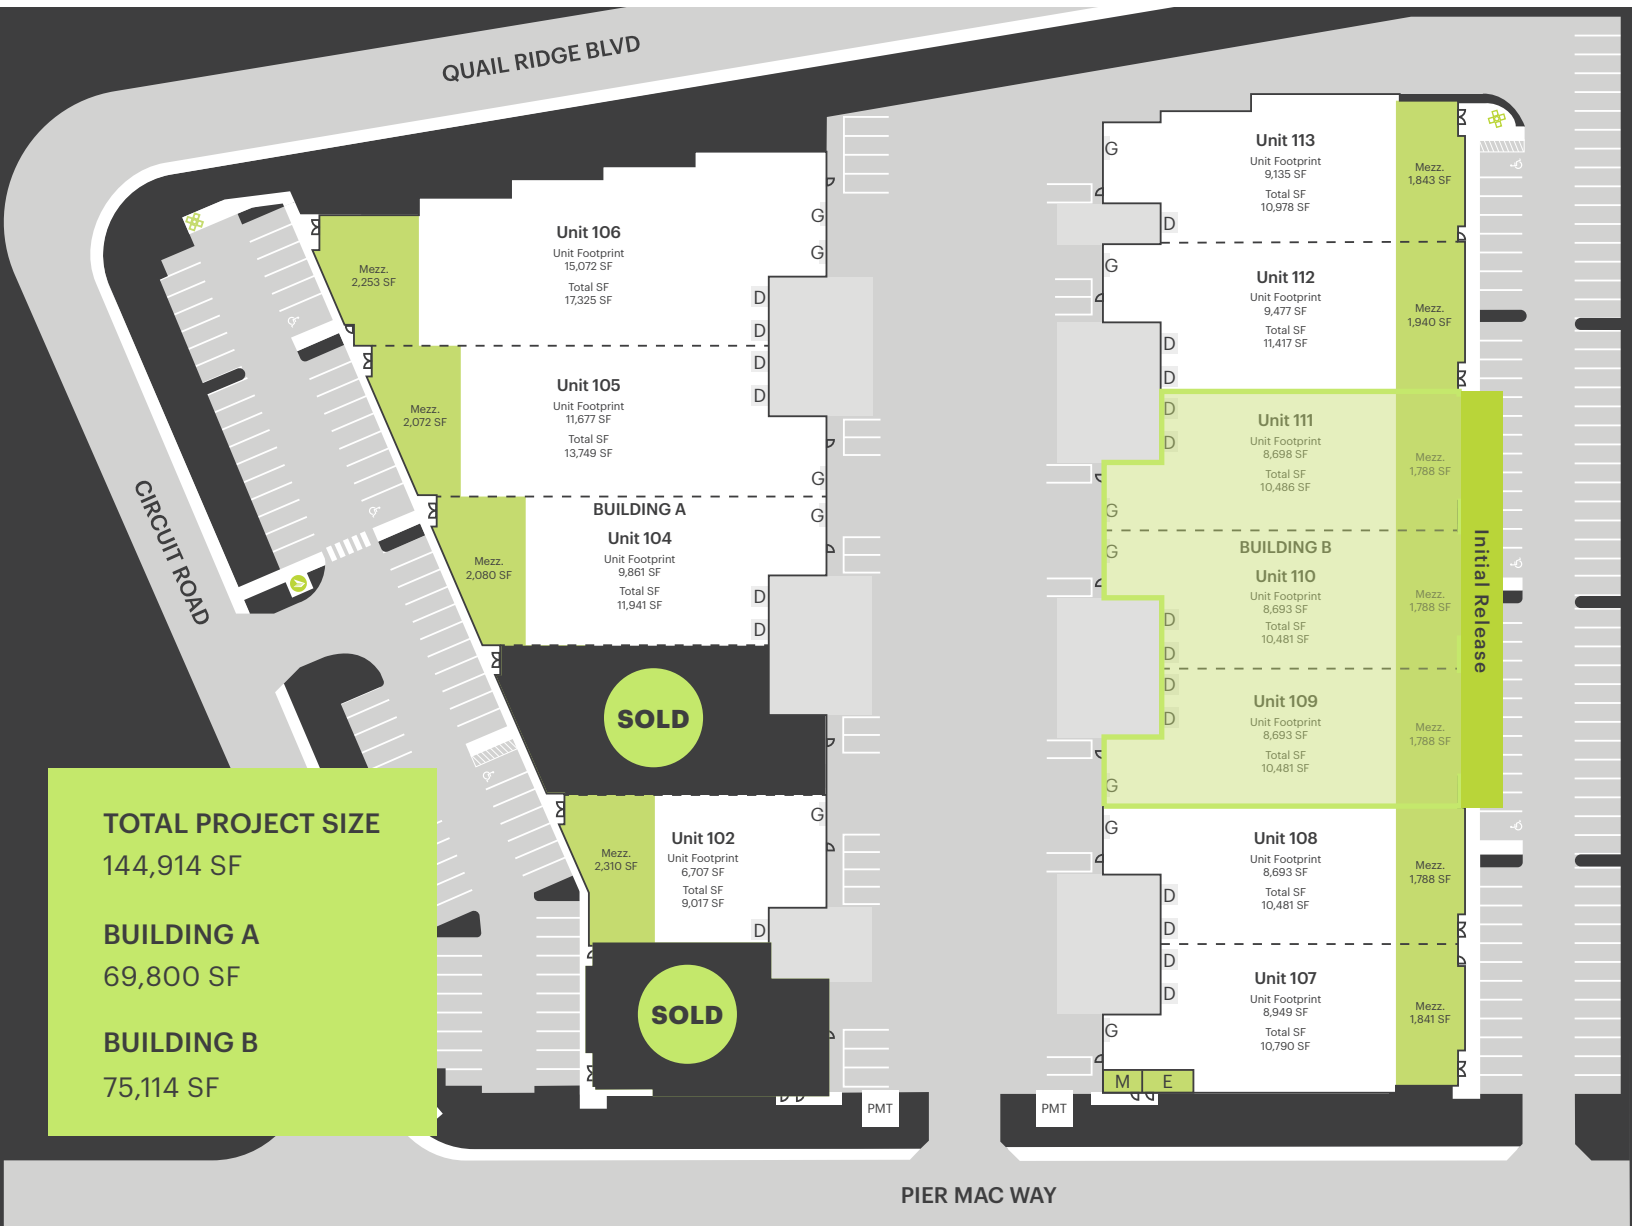 QUAIL RIDGE BLVD
CIRCUIT ROAD
Unit 106
Unit Footprint
15,072 SF
Total SF
17,325 SF
Mezz.
2,253 SF
G
G
D
D
Unit 105
Unit Footprint
11,677 SF
Total SF
13,749 SF
Mezz.
2,072 SF
D
D
G
BUILDING A
Unit 104
Unit Footprint
9,861 SF
Total SF
11,941 SF
Mezz.
2,080 SF
G
D
D
SOLD
Unit 102
Unit Footprint
6,707 SF
Total SF
9,017 SF
Mezz.
2,310 SF
G
D
SOLD
PMT
TOTAL PROJECT SIZE
144,914 SF
BUILDING A
69,800 SF
BUILDING B
75,114 SF
Unit 113
Unit Footprint
9,135 SF
Total SF
10,978 SF
Mezz.
1,843 SF
G
D
Unit 112
Unit Footprint
9,477 SF
Total SF
11,417 SF
Mezz.
1,940 SF
G
D
D
Unit 111
Unit Footprint
8,698 SF
Total SF
10,486 SF
Mezz.
1,788 SF
D
D
G
BUILDING B
Unit 110
Unit Footprint
8,693 SF
Total SF
10,481 SF
Mezz.
1,788 SF
G
D
D
Unit 109
Unit Footprint
8,693 SF
Total SF
10,481 SF
Mezz.
1,788 SF
D
D
G
Initial Release
Unit 108
Unit Footprint
8,693 SF
Total SF
10,481 SF
Mezz.
1,788 SF
G
D
D
Unit 107
Unit Footprint
8,949 SF
Total SF
10,790 SF
Mezz.
1,841 SF
D
D
G
M E
PMT
PIER MAC WAY